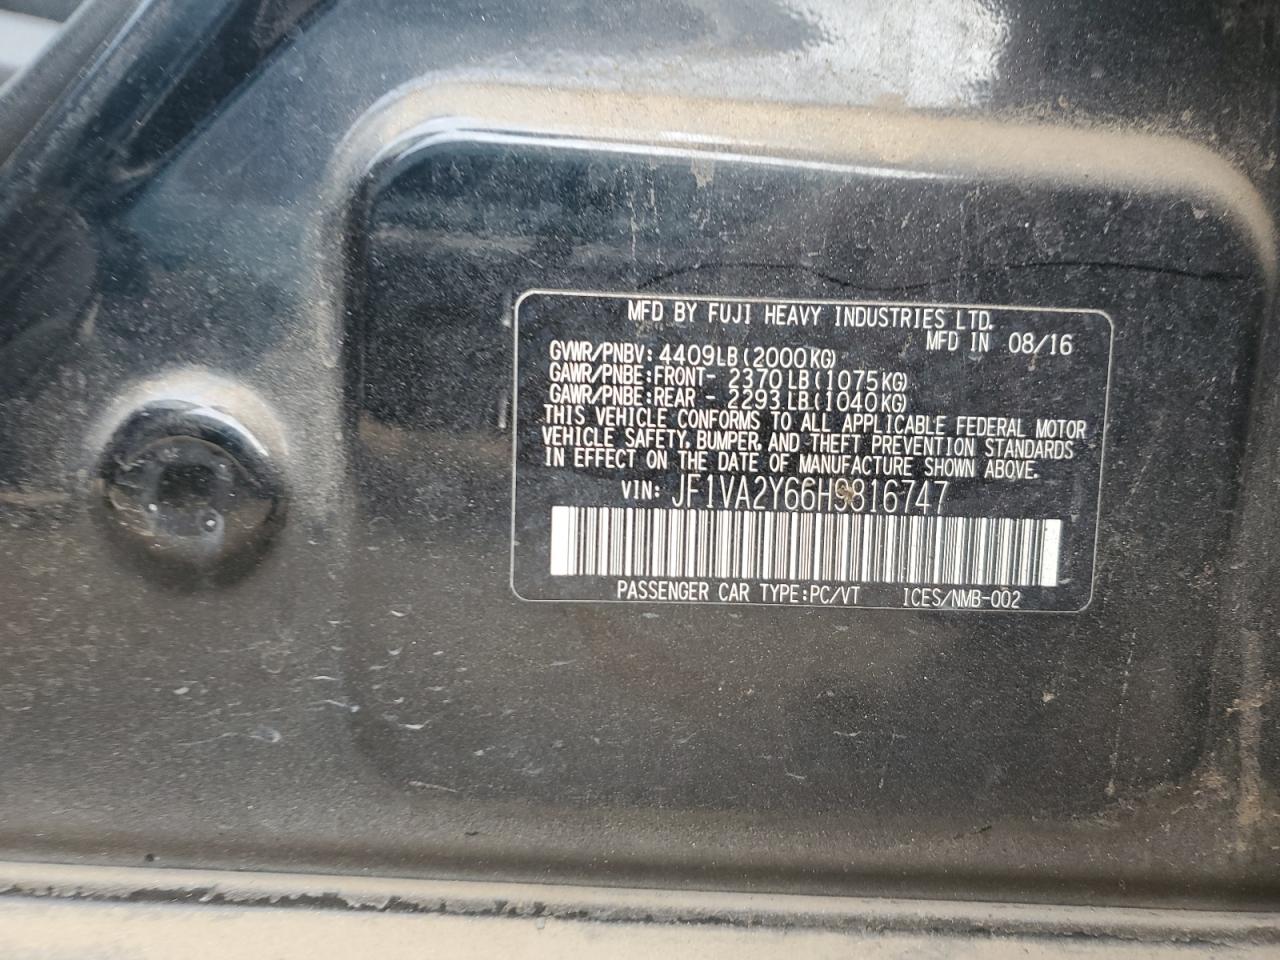 MFD BY FUJI HEAVY INDUSTRIES LTD.
MFD IN 08/16
GVWR/PNBV: 4409LB(2000KG)
GAWR/PNBE:FRONT- 2370LB(1075KG)
GAWR/PNBE:REAR - 2293LB(1040KG)
THIS VEHICLE CONFORMS TO ALL APPLICABLE FEDERAL MOTOR
VEHICLE SAFETY, BUMPER, AND THEFT PREVENTION STANDARDS
IN EFFECT ON THE DATE OF MANUFACTURE SHOWN ABOVE.
VIN: JF1VA2Y66H9816747
PASSENGER CAR TYPE:PC/VT ICES/NMB-002